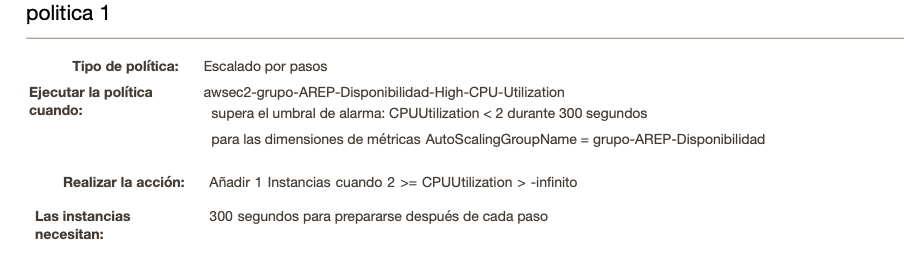 politica 1
Tipo de política: Escalado por pasos
Ejecutar la política cuando: awsec2-grupo-AREP-Disponibilidad-High-CPU-Utilization
supera el umbral de alarma: CPUUtilization < 2 durante 300 segundos
para las dimensiones de métricas AutoScalingGroupName = grupo-AREP-Disponibilidad
Realizar la acción: Añadir 1 Instancias cuando 2 >= CPUUtilization > -infinito
Las instancias necesitan: 300 segundos para prepararse después de cada paso